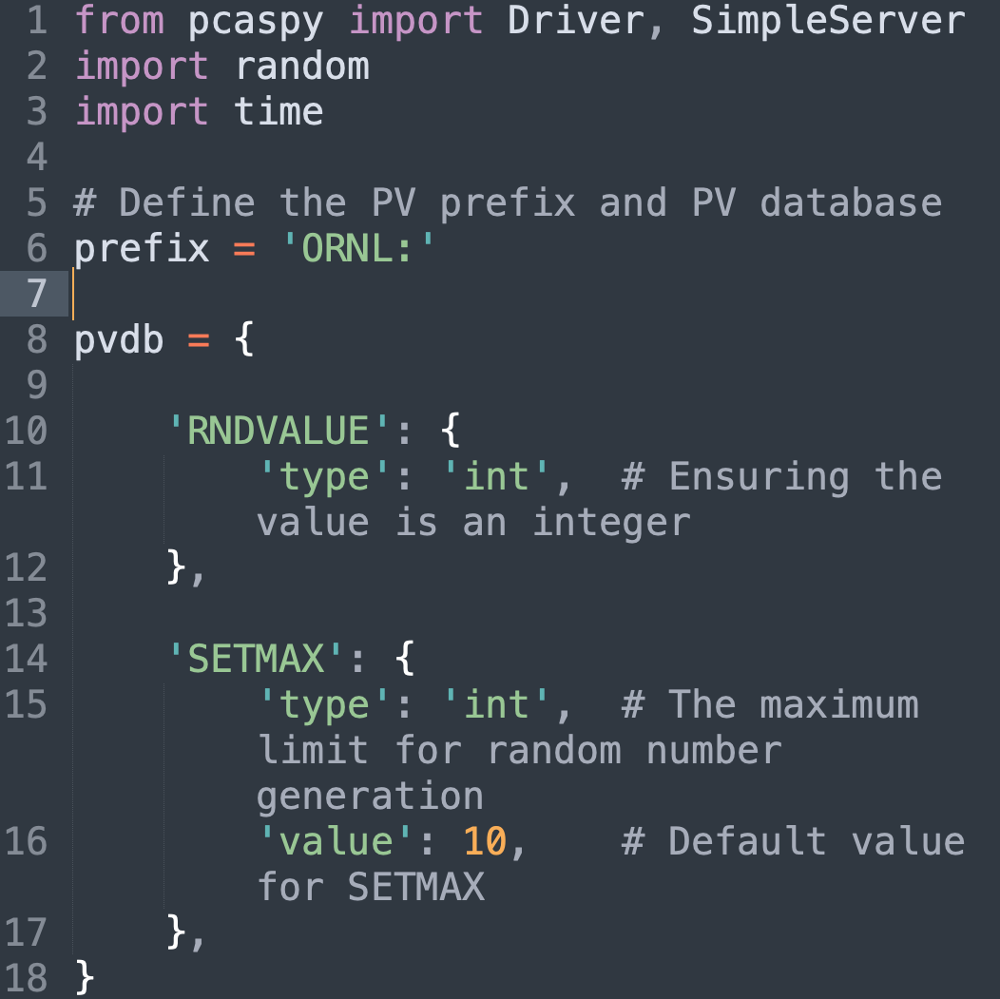 1 from pcaspy import Driver, SimpleServer
2 import random
3 import time
4
5 # Define the PV prefix and PV database
6 prefix = 'ORNL:'
7
8 pvdb = {
9
10     'RNDVALUE': {
11         'type': 'int',  # Ensuring the
        value is an integer
12     },
13
14     'SETMAX': {
15         'type': 'int',  # The maximum
        limit for random number
        generation
16         'value': 10,    # Default value
        for SETMAX
17     },
18 }